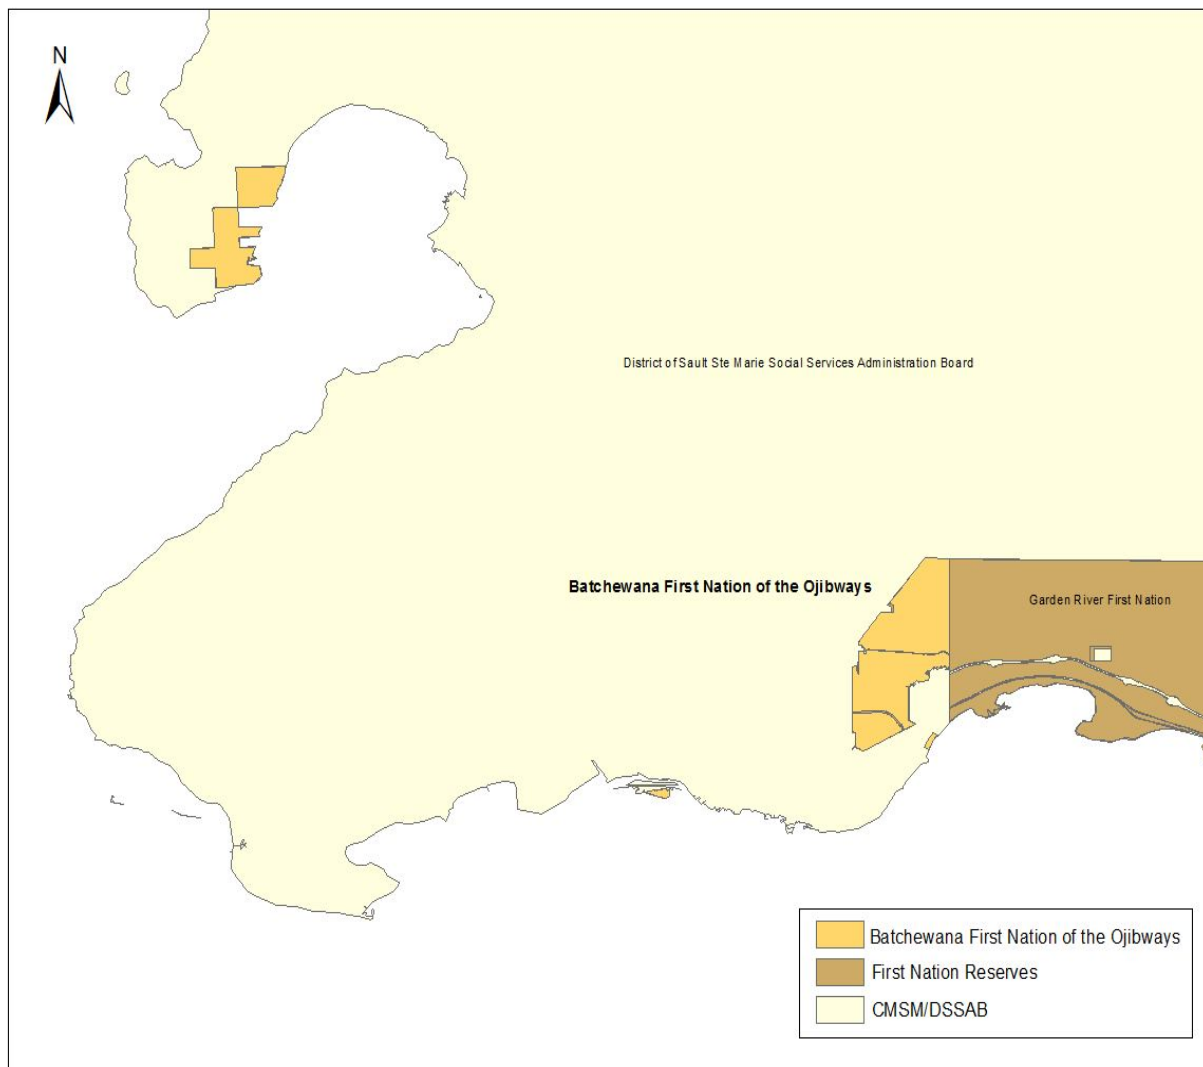 N
District of Sault Ste Marie Social Services Administration Board
Batchewana First Nation of the Ojibways
Garden River First Nation
Batchewana First Nation of the Ojibways
First Nation Reserves
CMSM/DSSAB